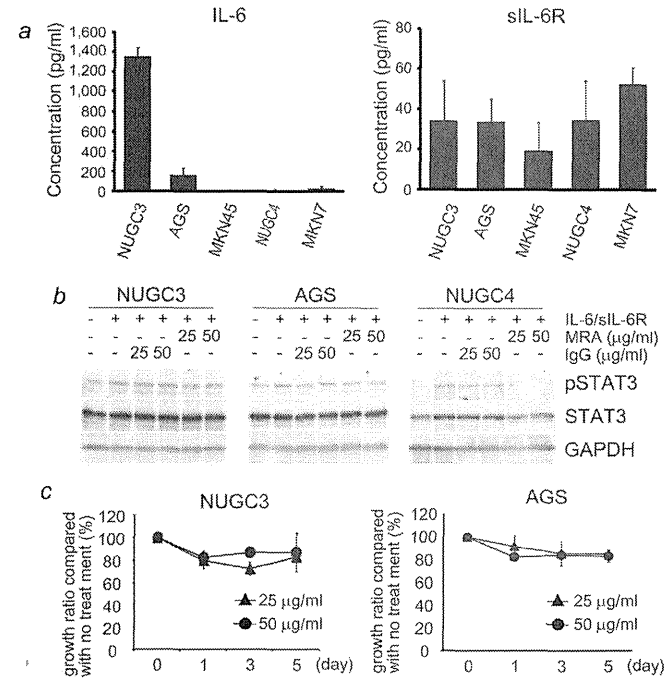 a
IL-6
sIL-6R
Concentration (pg/ml)
1,600
1,400
1,200
1,000
800
600
400
200
0
NUGC3
AGS
MKN45
NUGC4
MKN7
Concentration (pg/ml)
80
60
40
20
0
NUGC3
AGS
MKN45
NUGC4
MKN7
b
NUGC3 AGS NUGC4
- + + + + + - + + + + + - + + + + + IL-6/sIL-6R
- - - - 25 50 - - - - 25 50 - - - - 25 50 MRA (μg/ml)
- - 25 50 - - - - 25 50 - - - - 25 50 - - IgG (μg/ml)
pSTAT3
STAT3
GAPDH
c
NUGC3
growth ratio compared
with no treat ment (%)
120
100
80
60
40
20
0
25 μg/ml
50 μg/ml
0 1 3 5 (day)
AGS
growth ratio compared
with no treat ment (%)
120
100
80
60
40
20
0
25 μg/ml
50 μg/ml
0 1 3 5 (day)